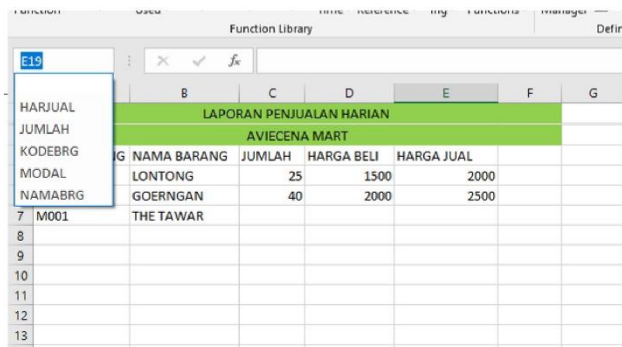 Function Library
E19
HARJUAL
JUMLAH
KODEBRG
MODAL
NAMABRG
A B C D E F G
LAPORAN PENJUALAN HARIAN
AVIECENA MART
NG NAMA BARANG JUMLAH HARGA BELI HARGA JUAL
LONTONG 25 1500 2000
GOERNGAN 40 2000 2500
7 M001 THE TAWAR
8
9
10
11
12
13